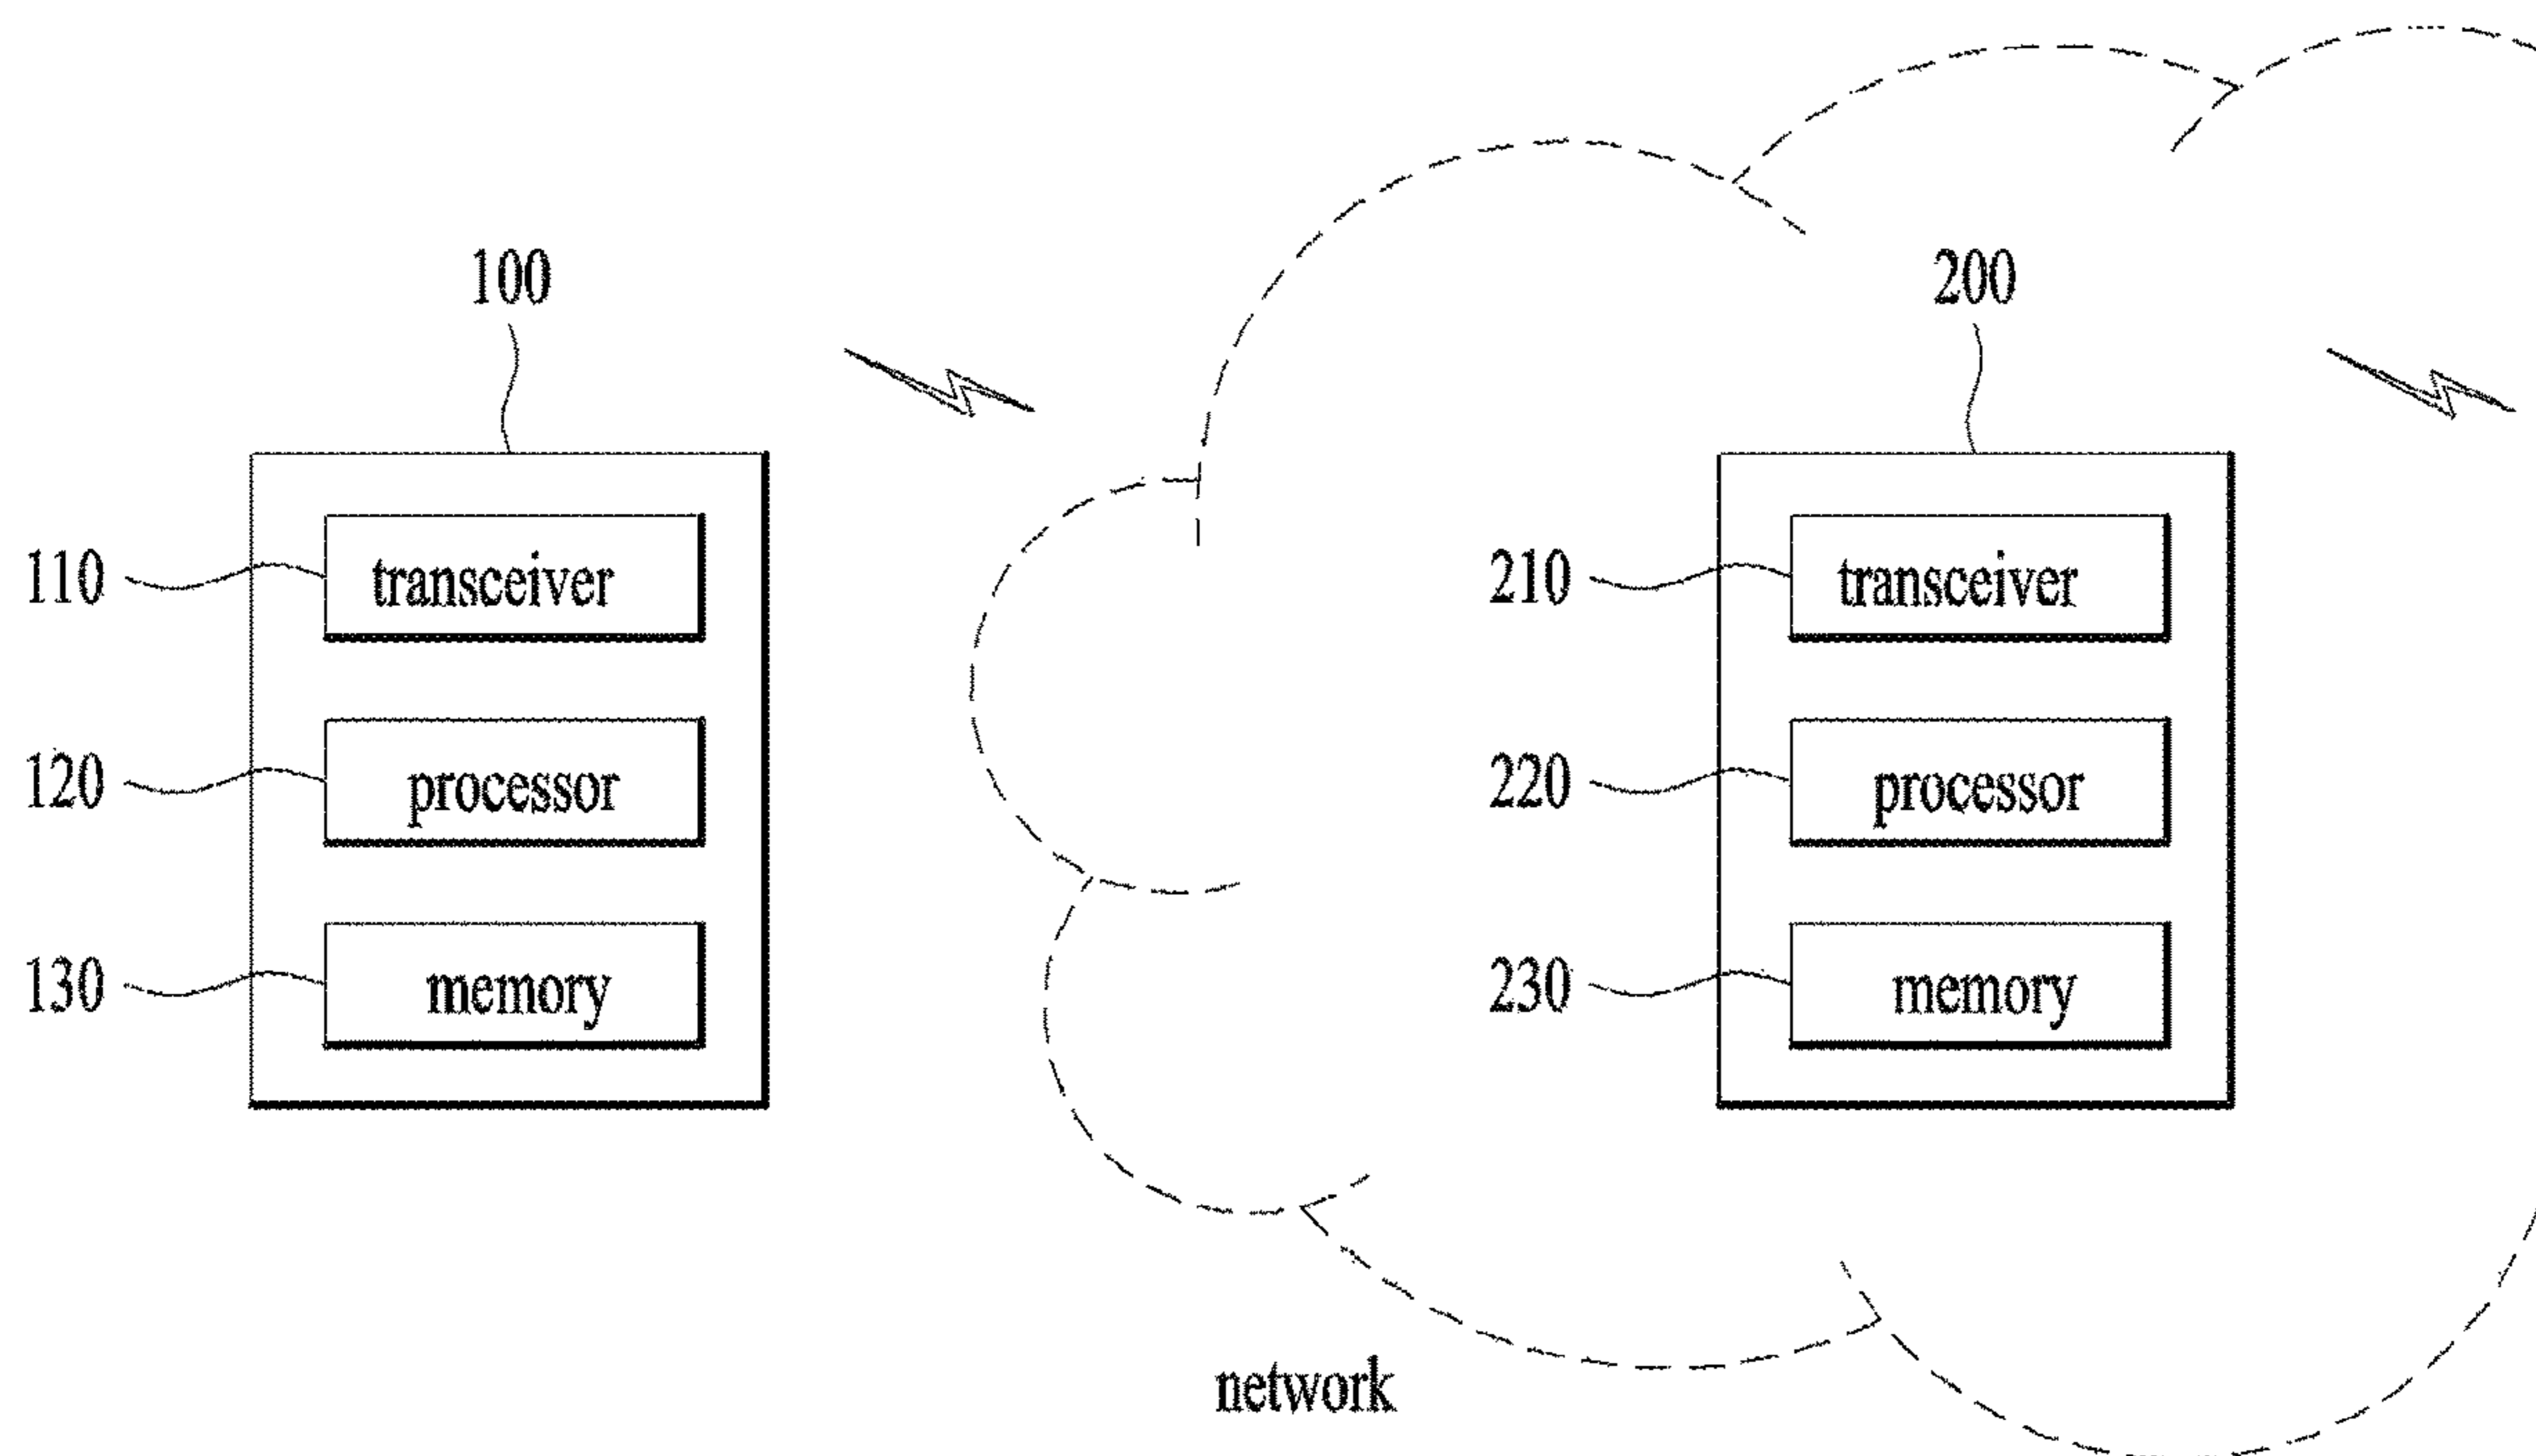 100
200
110
transceiver
210
transceiver
120
processor
220
processor
130
memory
230
memory
network